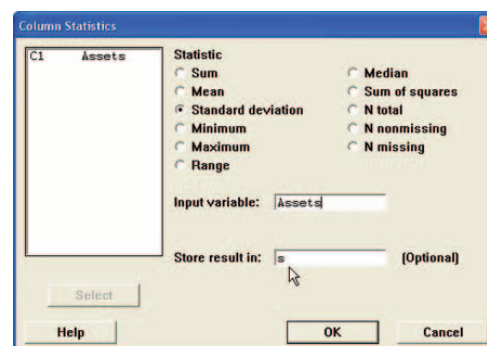 Column Statistics
C1 Assets
Statistic
Sum
Median
Mean
Sum of squares
Standard deviation
N total
Minimum
N nonmissing
Maximum
N missing
Range
Input variable: Assets
Store result in: s (Optional)
Select
Help OK Cancel